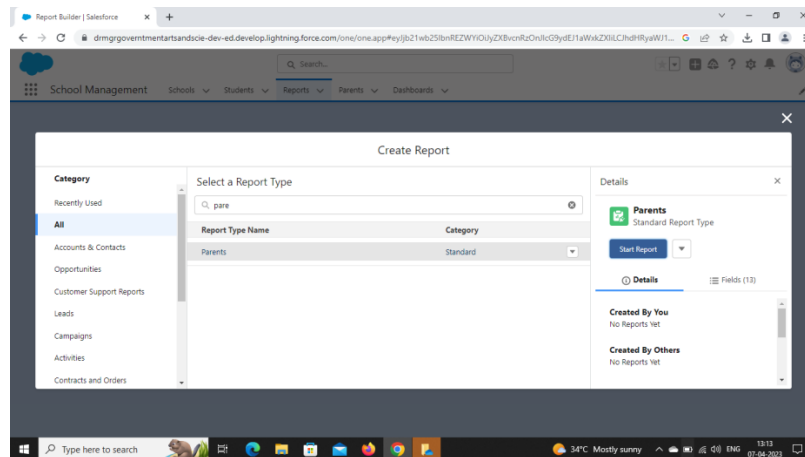 Report Builder | Salesforce
drmgrgovernmentartsandscie-dev-ed.develop.lightning.force.com/one/one.app#
Search...
School Management Schools Students Reports Parents Dashboards
Create Report
Category
Recently Used
All
Accounts & Contacts
Opportunities
Customer Support Reports
Leads
Campaigns
Activities
Contracts and Orders
Select a Report Type
pare
Report Type Name Category
Parents Standard
Details
Parents
Standard Report Type
Start Report
Details Fields (13)
Created By You
No Reports Yet
Created By Others
No Reports Yet
Type here to search
34°C Mostly sunny
ENG
13:13
07-04-2023